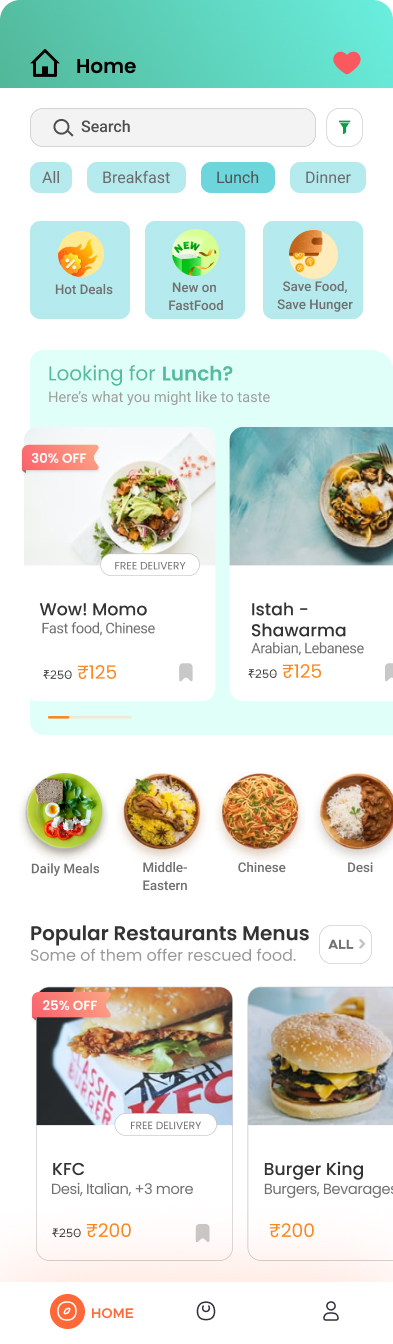 Home
Search
All
Breakfast
Lunch
Dinner
Hot Deals
NEW
New on
FastFood
Save Food,
Save Hunger
Looking for Lunch?
Here's what you might like to taste
30% OFF
FREE DELIVERY
Wow! Momo
Fast food, Chinese
₹250 ₹125
Istah -
Shawarma
Arabian, Lebanese
₹250 ₹125
Daily Meals
Middle-
Eastern
Chinese
Desi
Popular Restaurants Menus
Some of them offer rescued food.
ALL >
25% OFF
CLASSIC
BURGER
KFC
FREE DELIVERY
KFC
Desi, Italian, +3 more
₹250 ₹200
Burger King
Burgers, Bevarages
₹200
HOME